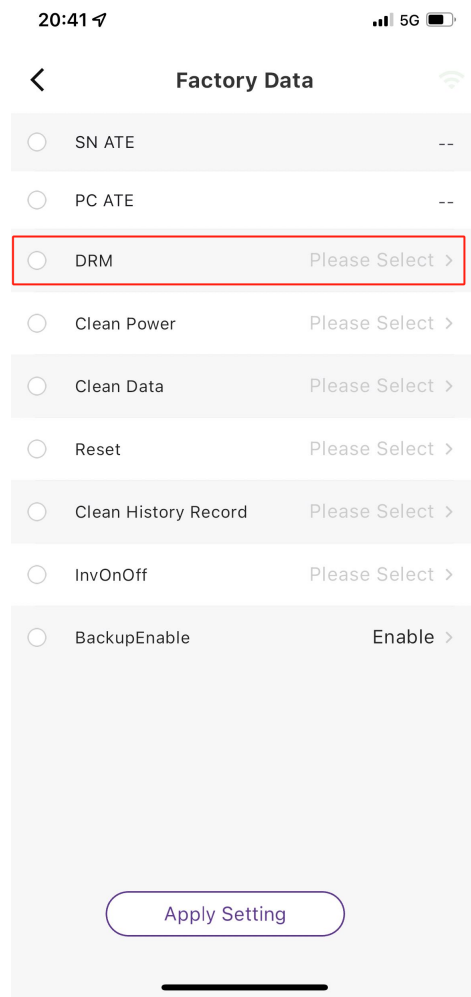 20:41 5G
Factory Data
SN ATE --
PC ATE --
DRM Please Select >
Clean Power Please Select >
Clean Data Please Select >
Reset Please Select >
Clean History Record Please Select >
InvOnOff Please Select >
BackupEnable Enable >
Apply Setting